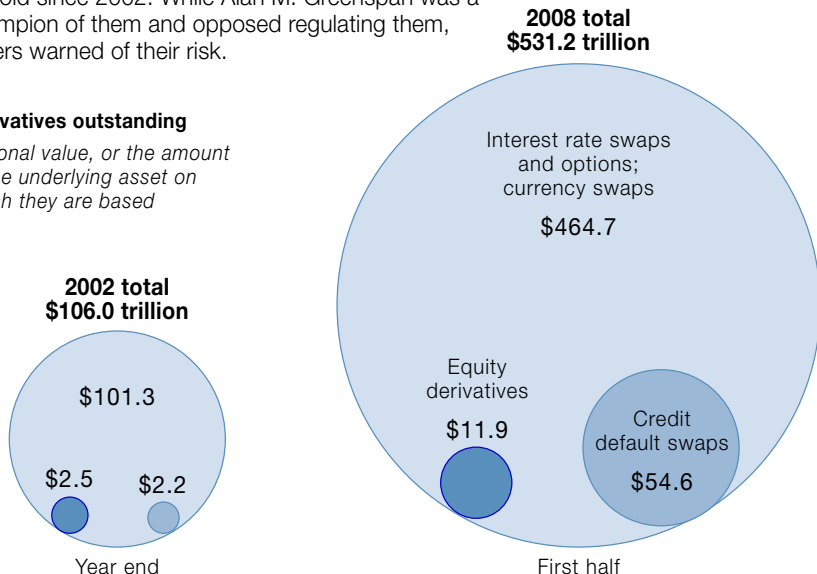 old since 2002. While Alan M. Greenspan was a
mpion of them and opposed regulating them,
ers warned of their risk.
vatives outstanding
onal value, or the amount
e underlying asset on
h they are based
2002 total
$106.0 trillion
$101.3
$2.5
$2.2
Year end
2008 total
$531.2 trillion
Interest rate swaps
and options;
currency swaps
$464.7
Equity
derivatives
$11.9
Credit
default swaps
$54.6
First half